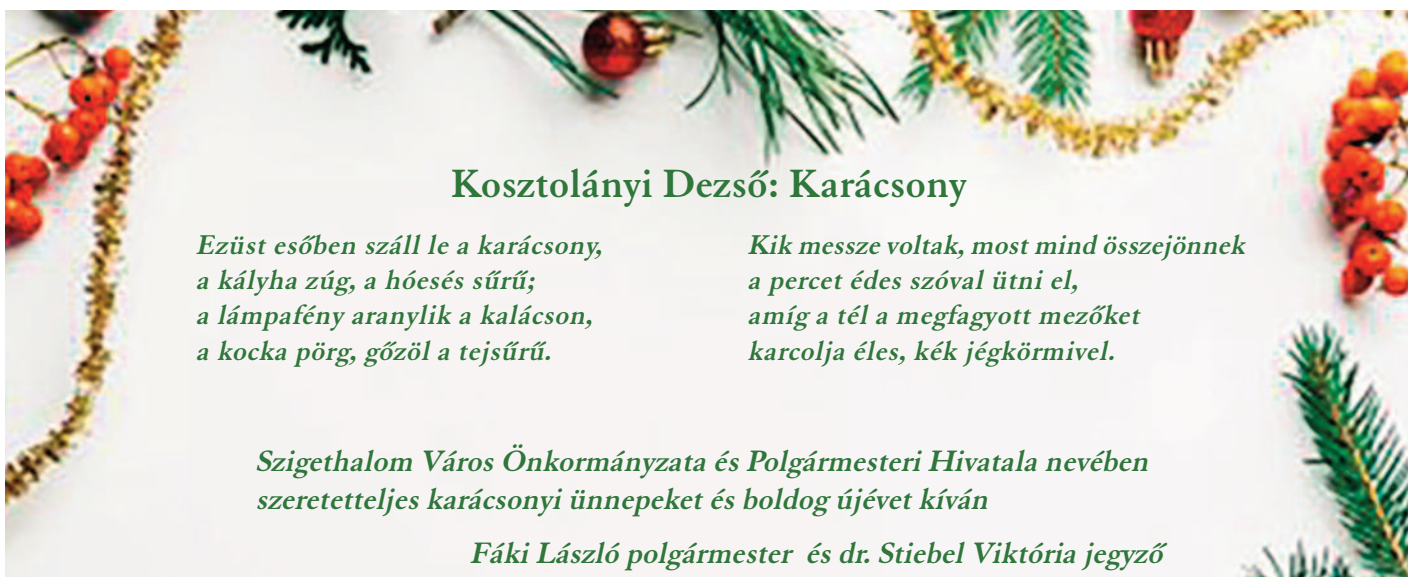 Kosztolányi Dezső: Karácsony
Ezüst esőben száll le a karácsony,
a kályha zúg, a hóesés sűrű;
a lámpafény aranylik a kalácson,
a kocka pörg, gőzöl a tejsűrű.
Kik messze voltak, most mind összejönnek
a percet édes szóval ütni el,
amíg a tél a megfagyott mezőket
karcolja éles, kék jégkörmivel.
Szigethalom Város Önkormányzata és Polgármesteri Hivatala nevében
szeretetteljes karácsonyi ünnepeket és boldog újévet kíván
Fáki László polgármester és dr. Stiebel Viktória jegyző